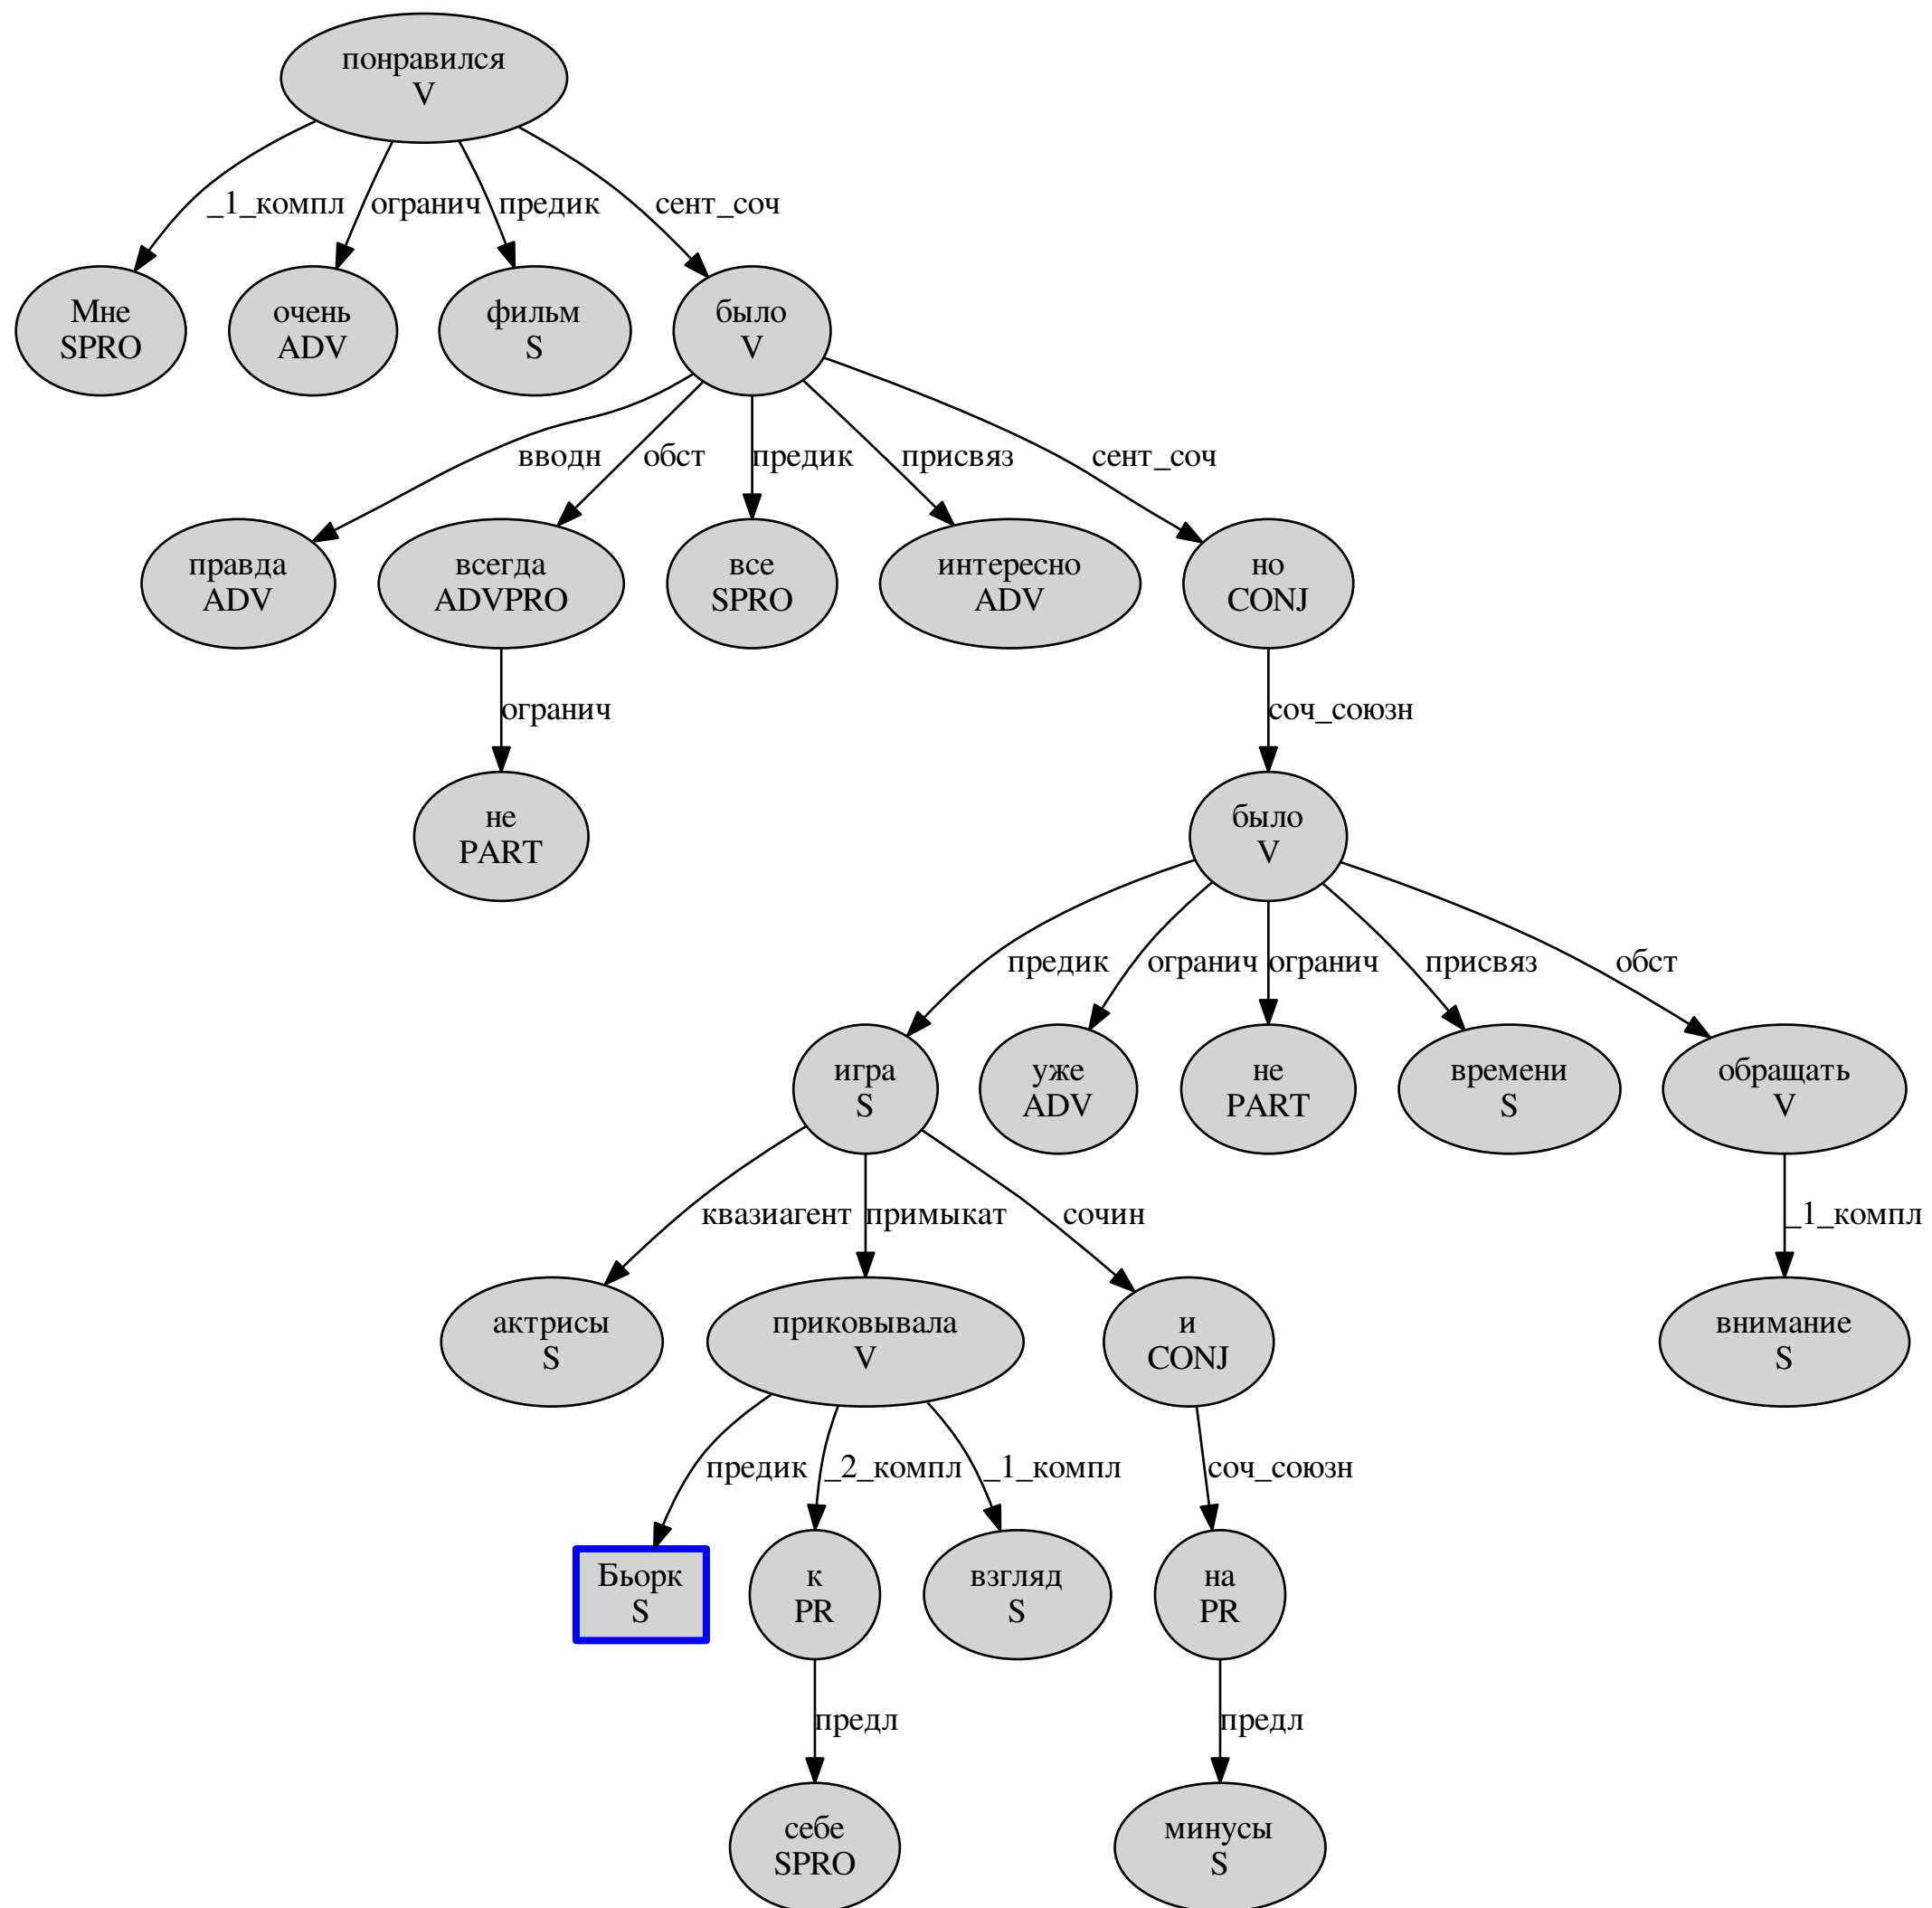 понравился
V
_1_компл огранич предик сент_соч
Мне
SPRO
очень
ADV
фильм
S
было
V
вводн обст предик присвяз сент_соч
правда
ADV
всегда
ADVPRO
все
SPRO
интересно
ADV
но
CONJ
огранич соч_союзн
не
PART
было
V
предик огранич огранич присвяз обст
игра
S
уже
ADV
не
PART
времени
S
обращать
V
квазиагент примыкат сочин _1_компл
актрисы
S
приковывала
V
и
CONJ
внимание
S
предик _2_компл _1_компл соч_союзн
Бьорк
S
к
PR
взгляд
S
на
PR
предл предл
себе
SPRO
минусы
S